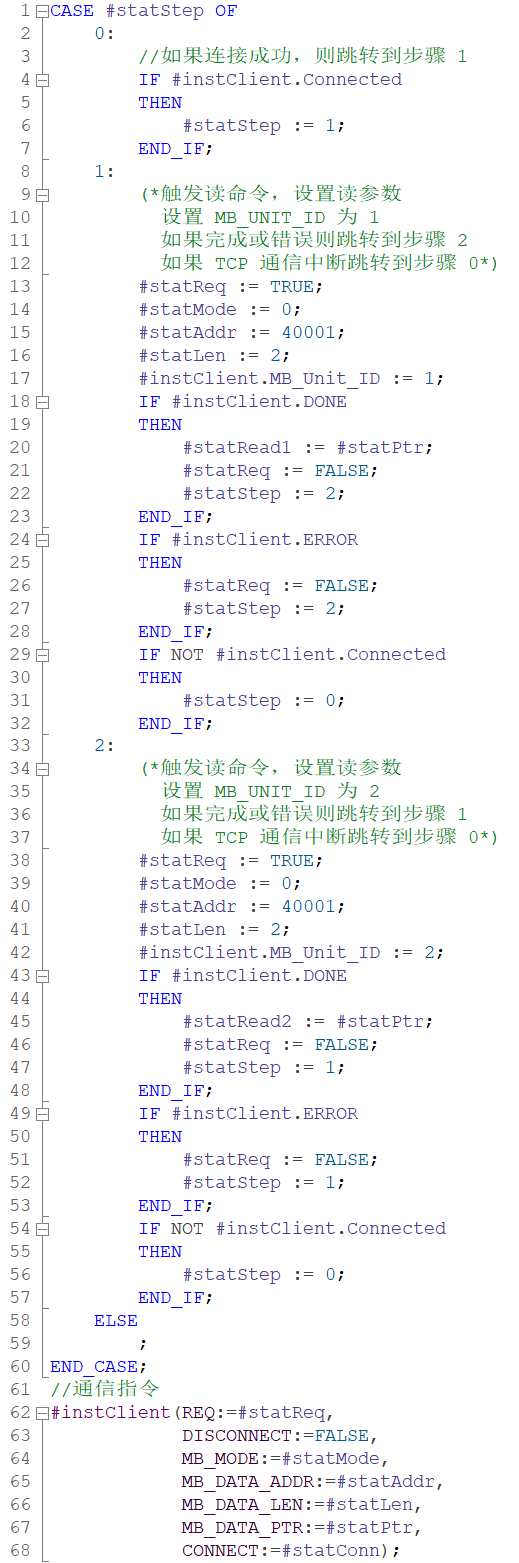 1 CASE #statStep OF
2     0:
3         //如果连接成功，则跳转到步骤 1
4         IF #instClient.Connected
5         THEN
6             #statStep := 1;
7         END_IF;
8     1:
9         (*触发读命令，设置读参数
10          设置 MB_UNIT_ID 为 1
11          如果完成或错误则跳转到步骤 2
12          如果 TCP 通信中断跳转到步骤 0*)
13        #statReq := TRUE;
14        #statMode := 0;
15        #statAddr := 40001;
16        #statLen := 2;
17        #instClient.MB_Unit_ID := 1;
18        IF #instClient.DONE
19        THEN
20            #statRead1 := #statPtr;
21            #statReq := FALSE;
22            #statStep := 2;
23        END_IF;
24        IF #instClient.ERROR
25        THEN
26            #statReq := FALSE;
27            #statStep := 2;
28        END_IF;
29        IF NOT #instClient.Connected
30        THEN
31            #statStep := 0;
32        END_IF;
33    2:
34        (*触发读命令，设置读参数
35          设置 MB_UNIT_ID 为 2
36          如果完成或错误则跳转到步骤 1
37          如果 TCP 通信中断跳转到步骤 0*)
38        #statReq := TRUE;
39        #statMode := 0;
40        #statAddr := 40001;
41        #statLen := 2;
42        #instClient.MB_Unit_ID := 2;
43        IF #instClient.DONE
44        THEN
45            #statRead2 := #statPtr;
46            #statReq := FALSE;
47            #statStep := 1;
48        END_IF;
49        IF #instClient.ERROR
50        THEN
51            #statReq := FALSE;
52            #statStep := 1;
53        END_IF;
54        IF NOT #instClient.Connected
55        THEN
56            #statStep := 0;
57        END_IF;
58    ELSE
59        ;
60 END_CASE;
61 //通信指令
62 #instClient(REQ:=#statReq,
63             DISCONNECT:=FALSE,
64             MB_MODE:=#statMode,
65             MB_DATA_ADDR:=#statAddr,
66             MB_DATA_LEN:=#statLen,
67             MB_DATA_PTR:=#statPtr,
68             CONNECT:=#statConn);